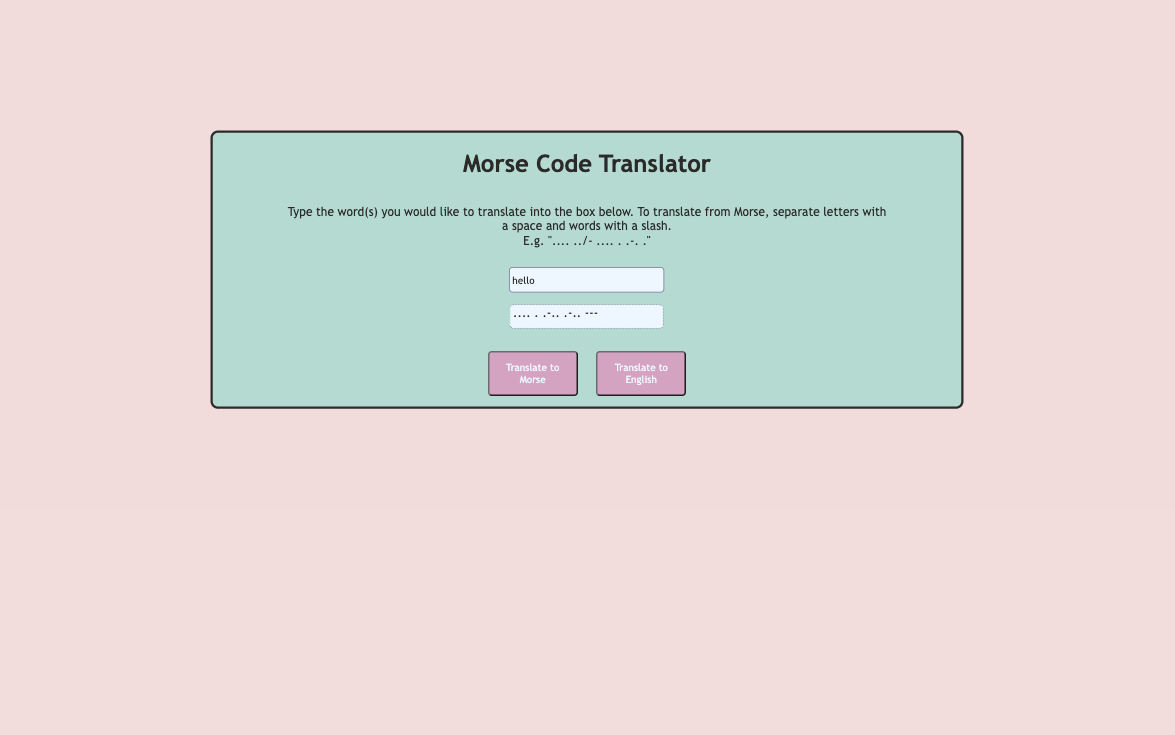 Morse Code Translator
Type the word(s) you would like to translate into the box below. To translate from Morse, separate letters with
a space and words with a slash.
E.g. ".... ../- .... . .-. ."
hello
.... . .-.. .-.. ---
Translate to
Morse
Translate to
English